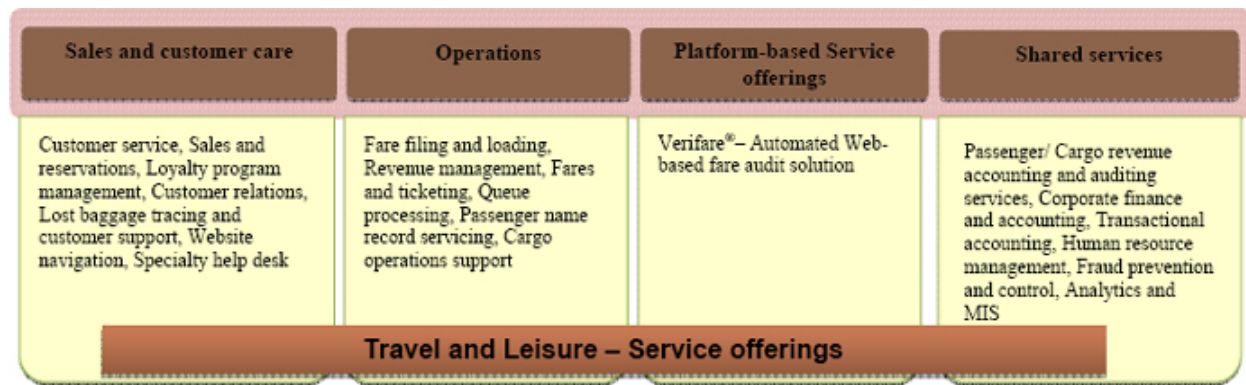 Sales and customer care
Customer service, Sales and
reservations, Loyalty program
management, Customer relations,
Lost baggage tracing and
customer support, Website
navigation, Specialty help desk
Operations
Fare filing and loading,
Revenue management, Fares
and ticketing, Queue
processing, Passenger name
record servicing, Cargo
operations support
Platform-based Service
offerings
Verifare®– Automated Web-
based fare audit solution
Shared services
Passenger/ Cargo revenue
accounting and auditing
services, Corporate finance
and accounting, Transactional
accounting, Human resource
management, Fraud prevention
and control, Analytics and
MIS
Travel and Leisure – Service offerings